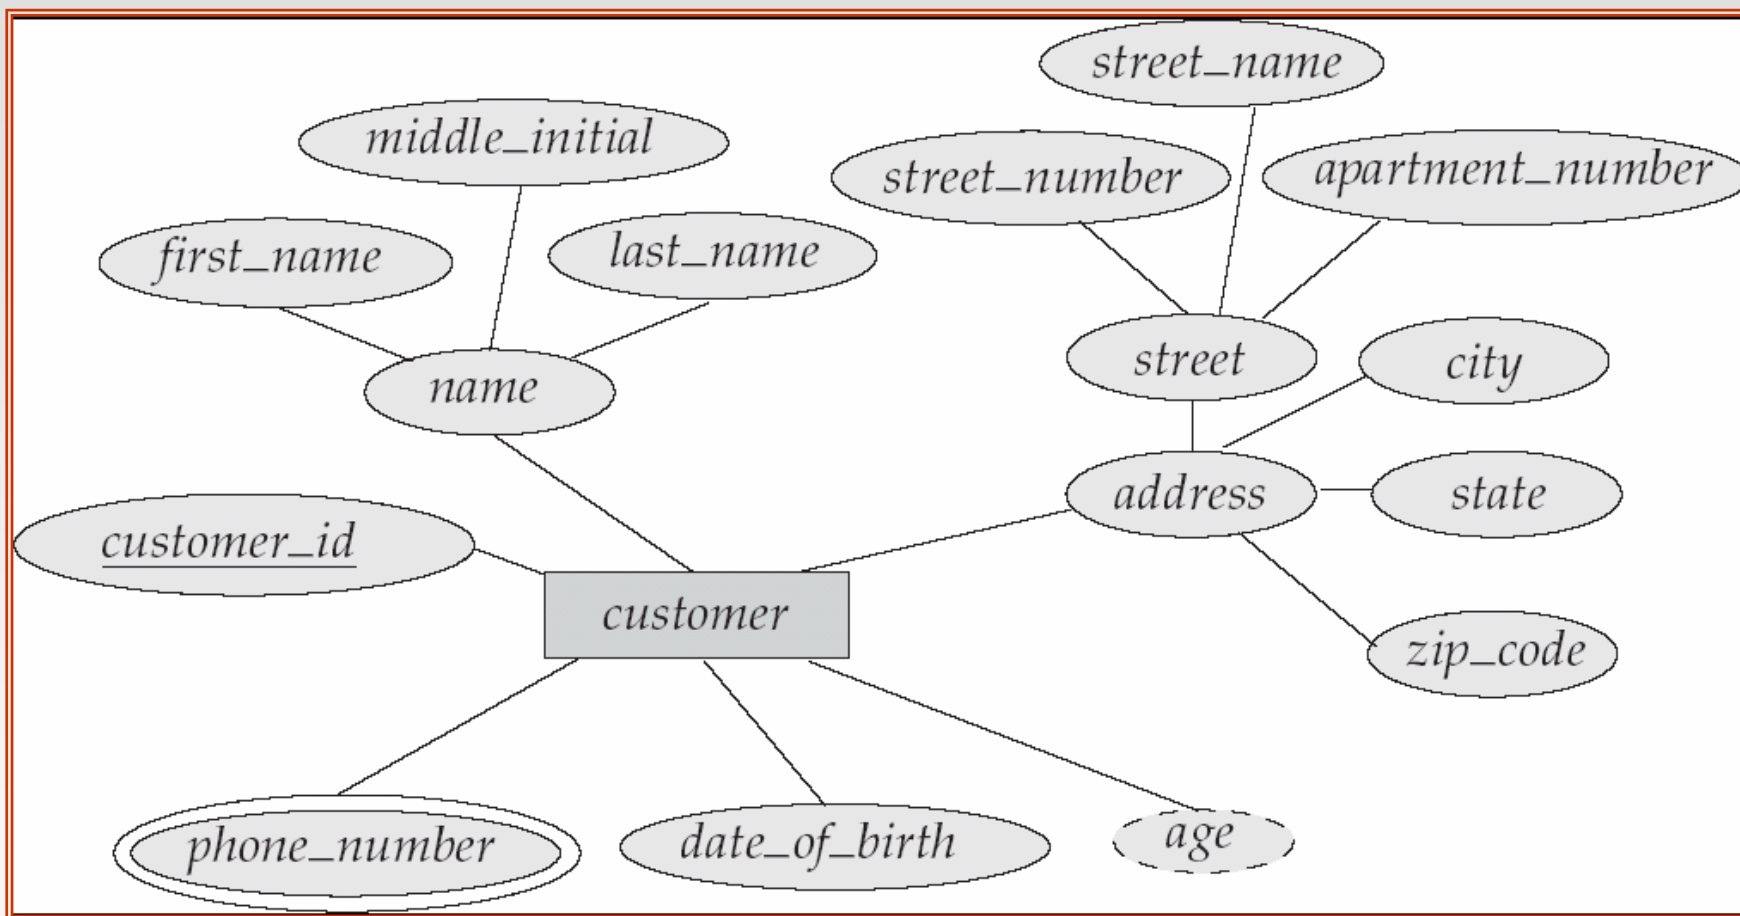 street_name
middle_initial
street_number
apartment_number
first_name
last_name
street
city
name
address
state
customer_id
customer
zip_code
phone_number
date_of_birth
age